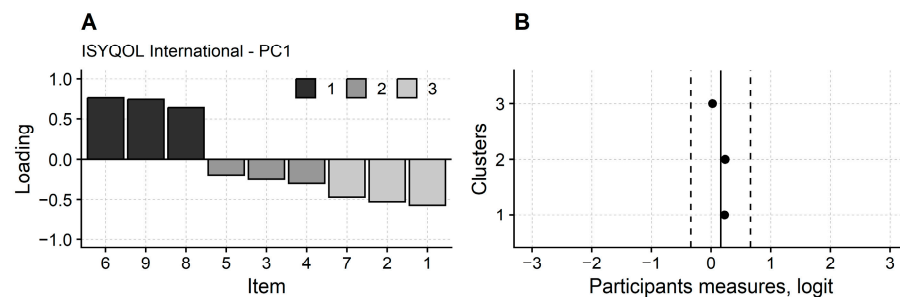 A
ISYQOL International - PC1
1 2 3
Loading
1.0
0.5
0.0
−0.5
−1.0
6 9 8 5 3 4 7 2 1
Item
B
Clusters
3
2
1
−3 −2 −1 0 1 2 3
Participants measures, logit